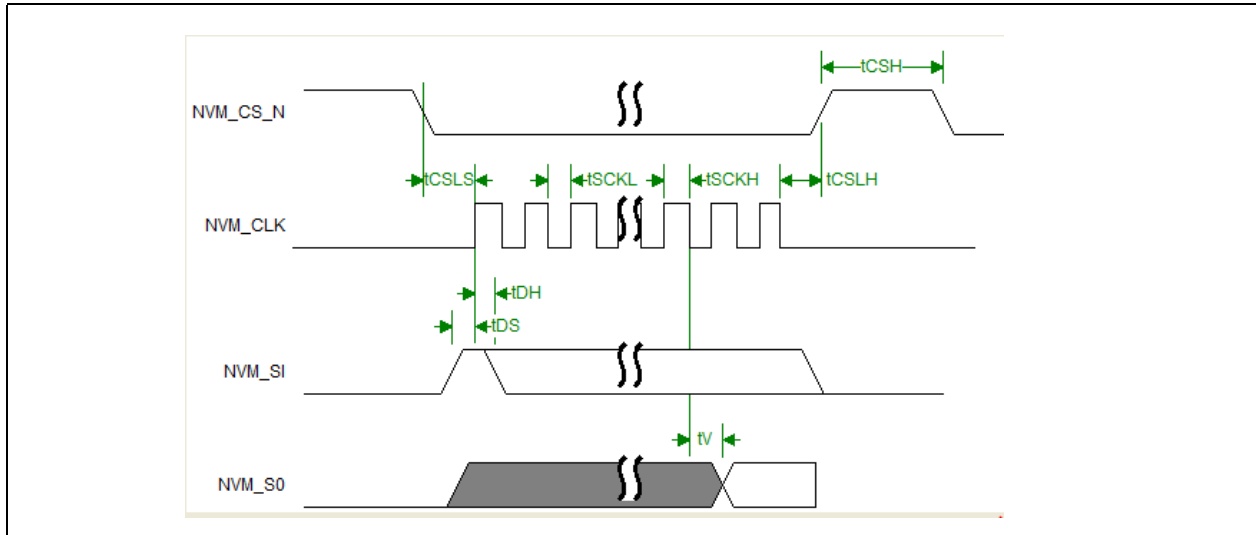 tCSH
NVM_CS_N
tCSLS
tSCKL
tSCKH
tCSLH
NVM_CLK
tDH
tDS
NVM_SI
tV
NVM_S0